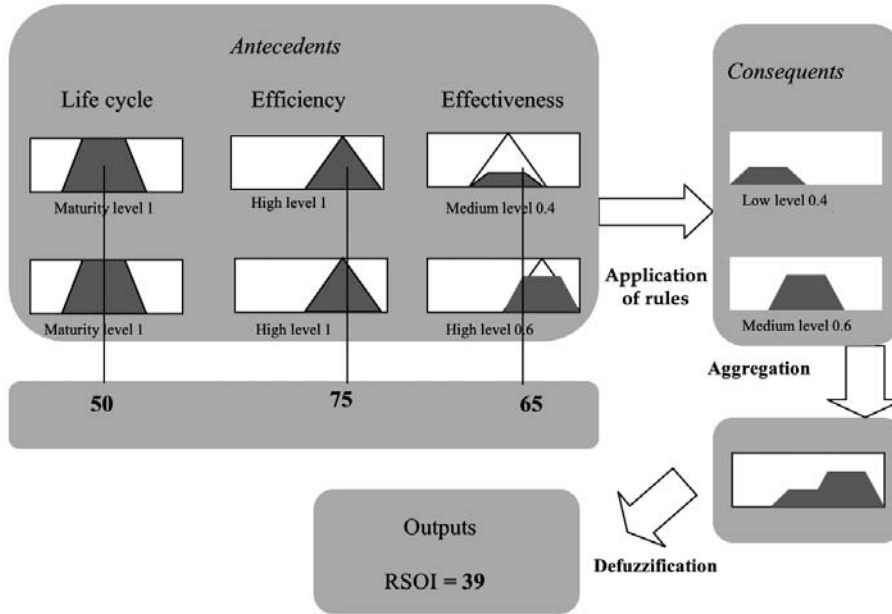 Antecedents
Life cycle
Efficiency
Effectiveness
Maturity level 1
High level 1
Medium level 0.4
Maturity level 1
High level 1
High level 0.6
50
75
65
Application
of rules
Consequents
Low level 0.4
Medium level 0.6
Aggregation
Defuzzification
Outputs
RSOI = 39